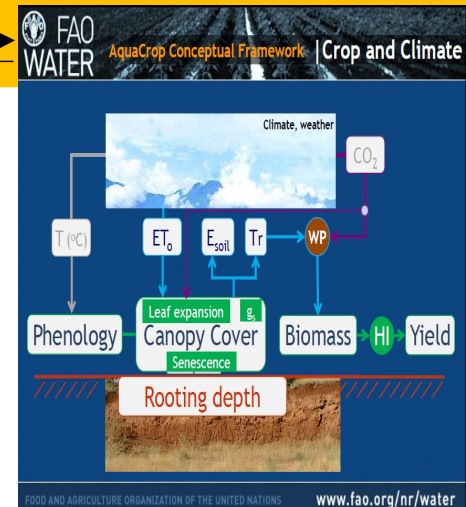 FAO
WATER
AquaCrop Conceptual Framework | Crop and Climate
Climate, weather
CO2
T (°C)
ETo
Esoil
Tr
WP
Leaf expansion
gs
Phenology
Canopy Cover
Biomass
HI
Yield
Senescence
Rooting depth
FOOD AND AGRICULTURE ORGANIZATION OF THE UNITED NATIONS
www.fao.org/nr/water